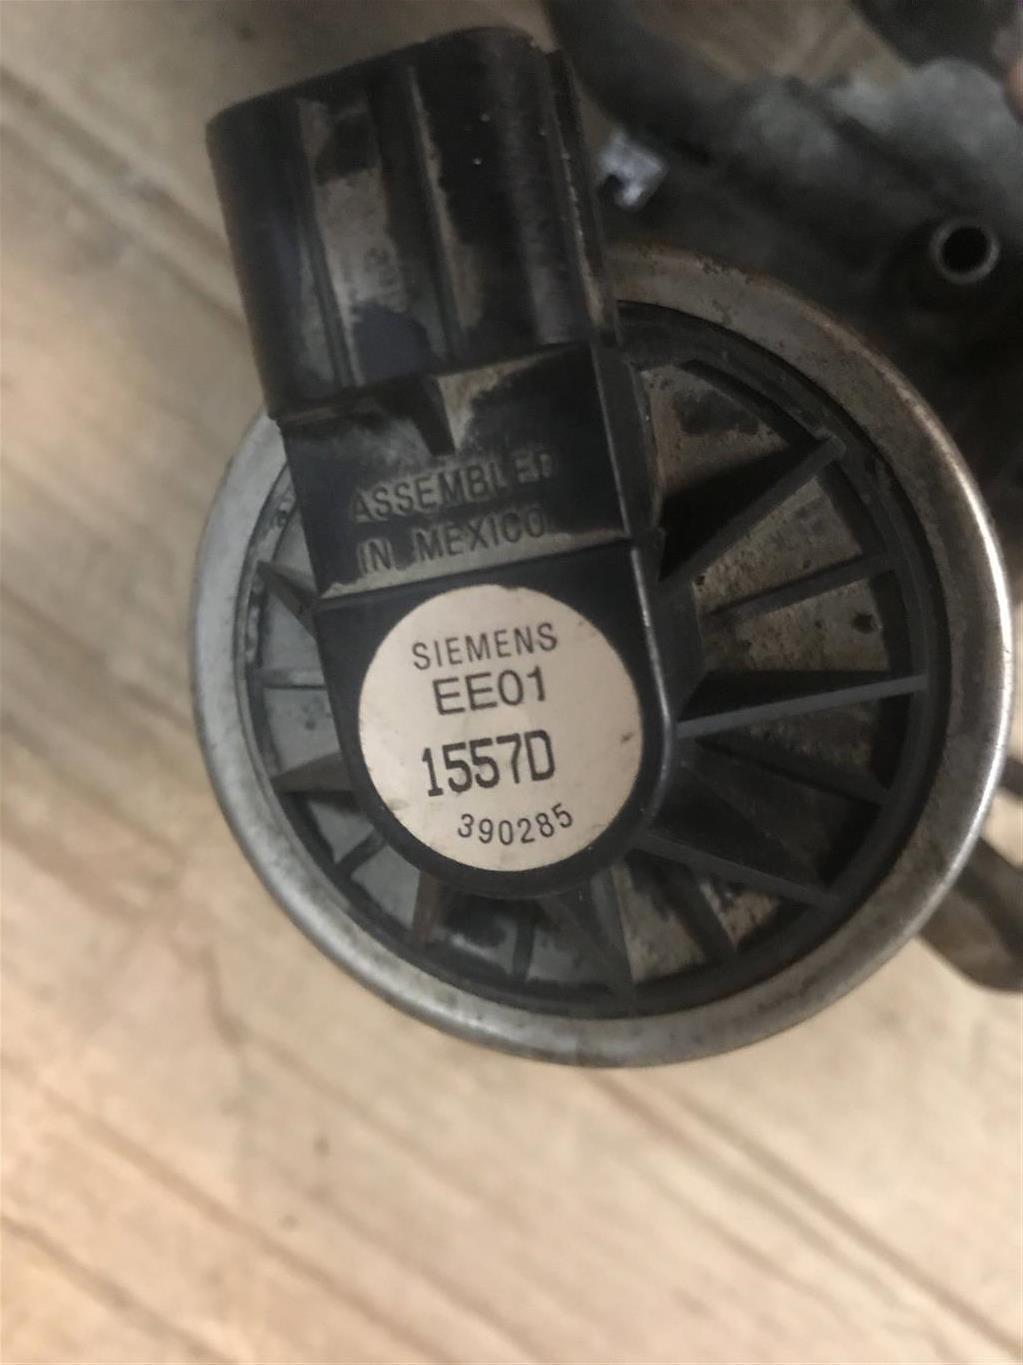 ASSEMBLED
IN MEXICO
SIEMENS
EE01
1557D
390285